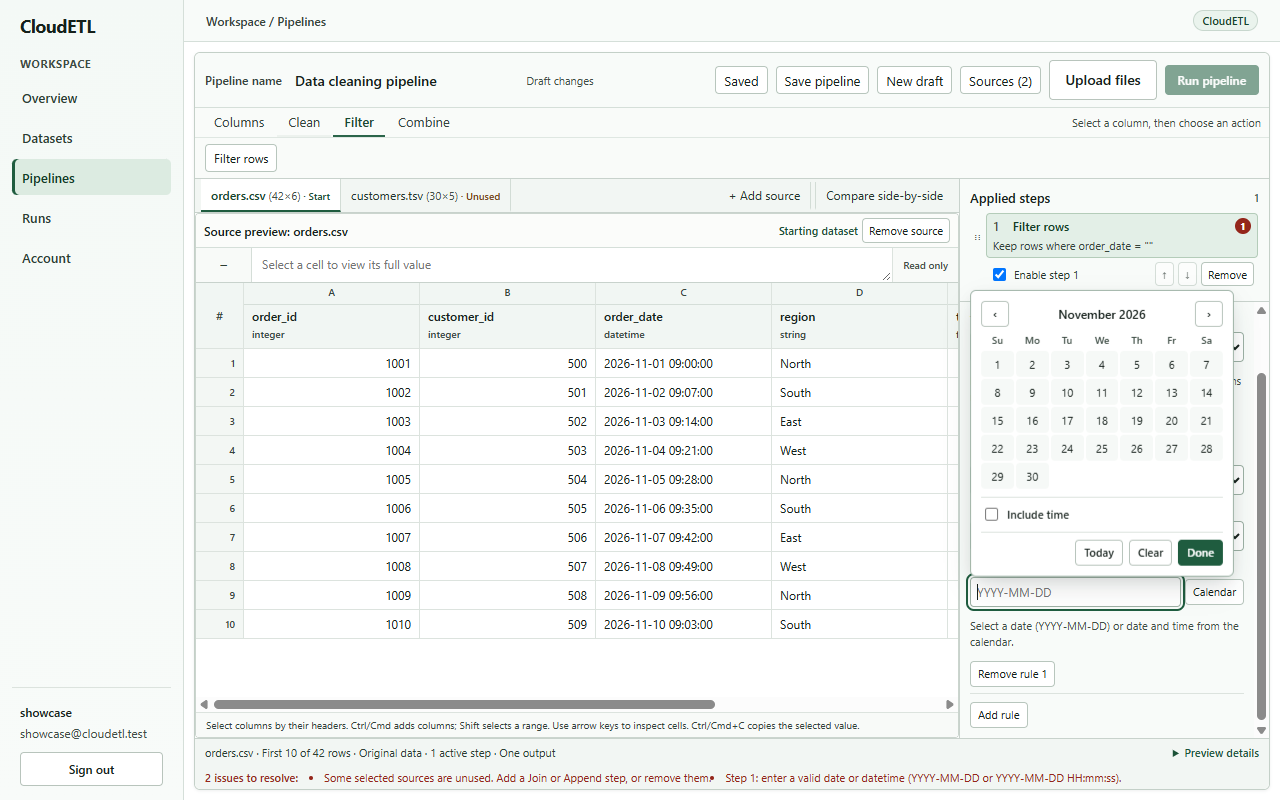 CloudETL
WORKSPACE
Overview
Datasets
Pipelines
Runs
Account
showcase
showcase@cloudetl.test
Sign out
Workspace / Pipelines
CloudETL
Pipeline name Data cleaning pipeline Draft changes Saved Save pipeline New draft Sources (2) Upload files Run pipeline
Columns Clean Filter Combine Select a column, then choose an action
Filter rows
orders.csv (42×6) · Start customers.tsv (30×5) · Unused + Add source Compare side-by-side
Source preview: orders.csv Starting dataset Remove source
– Select a cell to view its full value Read only
A B C D
# order_id customer_id order_date region
integer integer datetime string
1 1001 500 2026-11-01 09:00:00 North
2 1002 501 2026-11-02 09:07:00 South
3 1003 502 2026-11-03 09:14:00 East
4 1004 503 2026-11-04 09:21:00 West
5 1005 504 2026-11-05 09:28:00 North
6 1006 505 2026-11-06 09:35:00 South
7 1007 506 2026-11-07 09:42:00 East
8 1008 507 2026-11-08 09:49:00 West
9 1009 508 2026-11-09 09:56:00 North
10 1010 509 2026-11-10 09:03:00 South
Select columns by their headers. Ctrl/Cmd adds columns; Shift selects a range. Use arrow keys to inspect cells. Ctrl/Cmd+C copies the selected value.
Applied steps 1
1 Filter rows 1
Keep rows where order_date = ""
Enable step 1 ↑ ↓ Remove
‹ November 2026 ›
Su Mo Tu We Th Fr Sa
1 2 3 4 5 6 7
8 9 10 11 12 13 14
15 16 17 18 19 20 21
22 23 24 25 26 27 28
29 30
Include time
Today Clear Done
YYYY-MM-DD Calendar
Select a date (YYYY-MM-DD) or date and time from the
calendar.
Remove rule 1
Add rule
orders.csv · First 10 of 42 rows · Original data · 1 active step · One output ▶ Preview details
2 issues to resolve: • Some selected sources are unused. Add a Join or Append step, or remove them. • Step 1: enter a valid date or datetime (YYYY-MM-DD or YYYY-MM-DD HH:mm:ss).